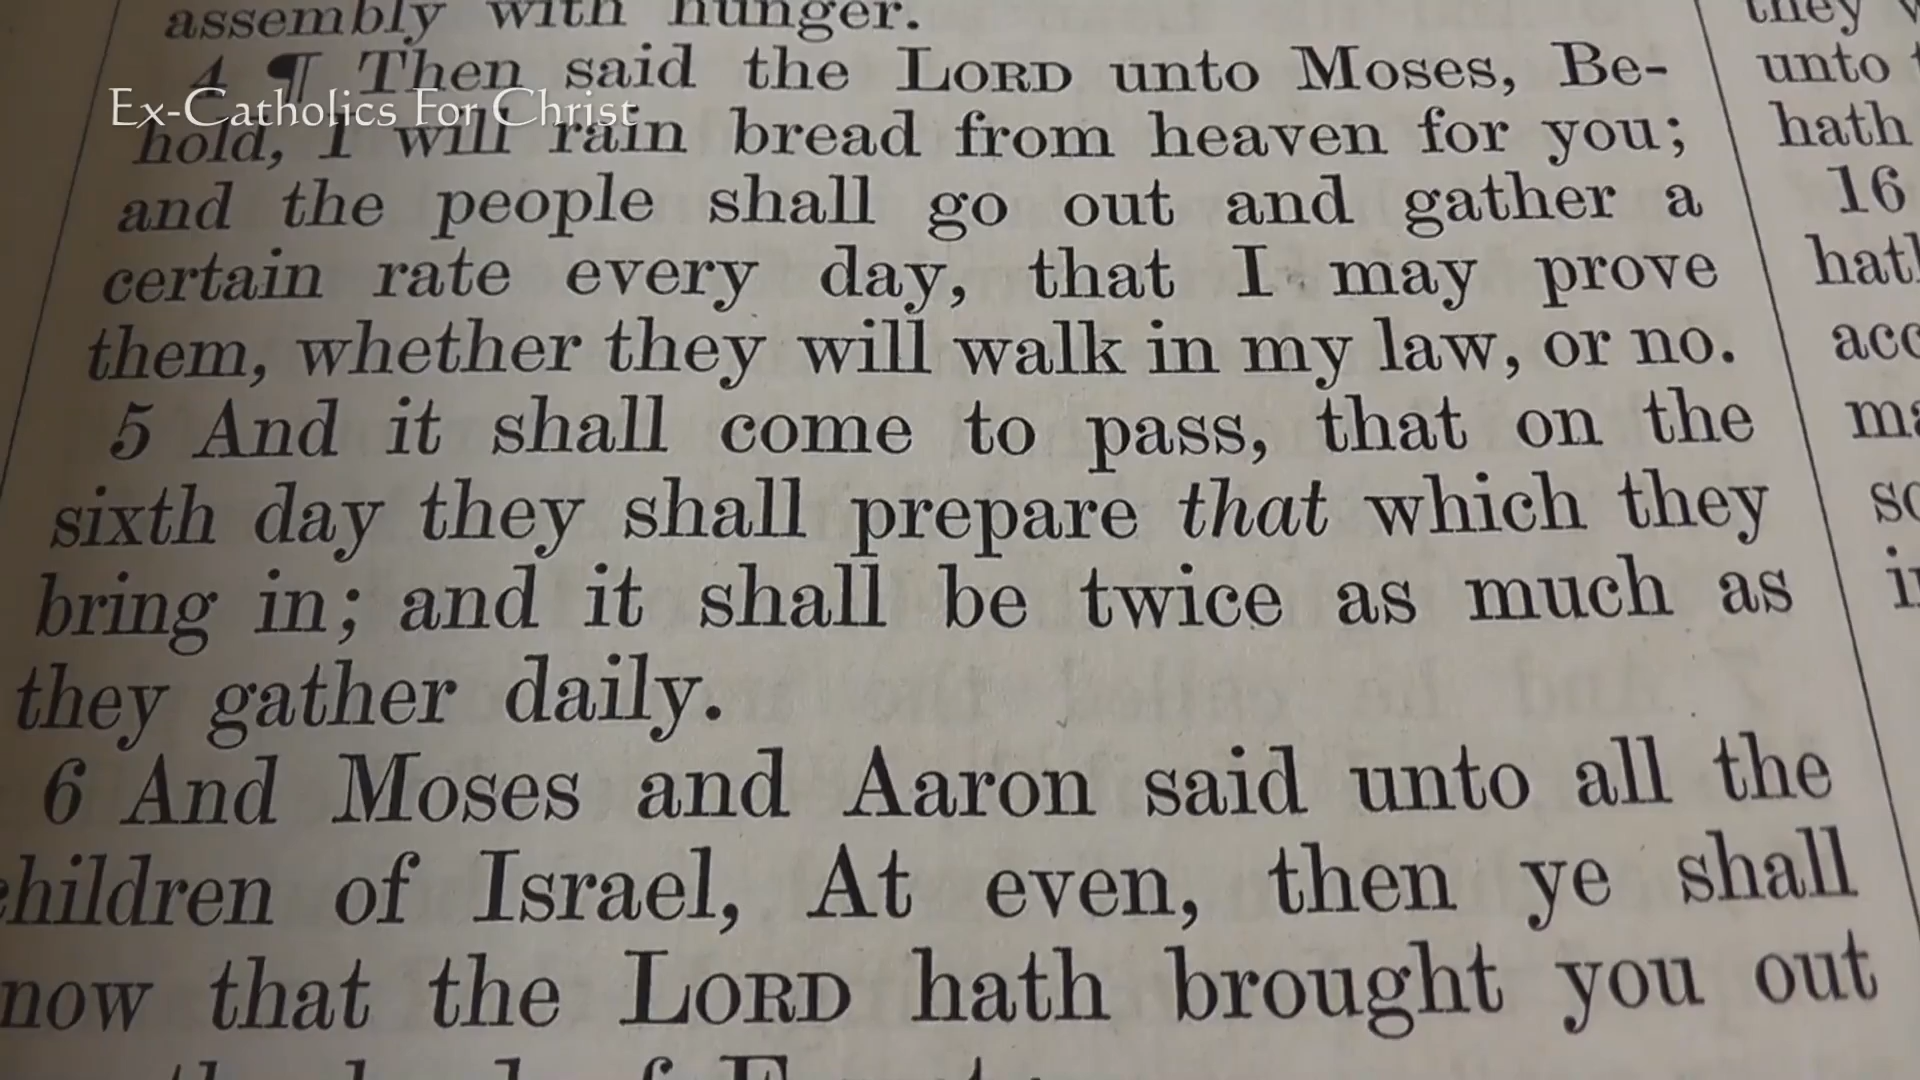 assembly with hunger.
4 ¶ Then said the LORD unto Moses, Be-
Ex-Catholics For Christ
hold, I will rain bread from heaven for you;
and the people shall go out and gather a
certain rate every day, that I may prove
them, whether they will walk in my law, or no.
5 And it shall come to pass, that on the
sixth day they shall prepare that which they
bring in; and it shall be twice as much as
they gather daily.
6 And Moses and Aaron said unto all the
children of Israel, At even, then ye shall
now that the LORD hath brought you out
they
unto
hath
16